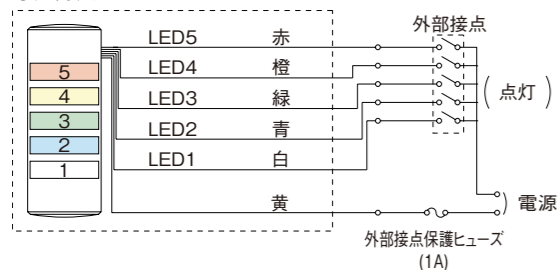 外部接点
LED5 赤
LED4 橙
LED3 緑
LED2 青
LED1 白
黄
5
4
3
2
1
(点灯)
電源
外部接点保護ヒューズ
(1A)